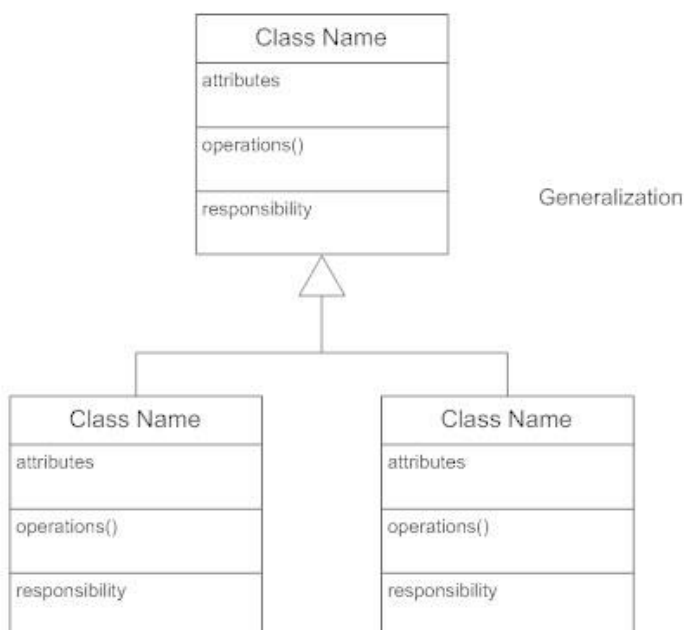 Class Name
attributes
operations()
responsibility
Generalization
Class Name
attributes
operations()
responsibility
Class Name
attributes
operations()
responsibility